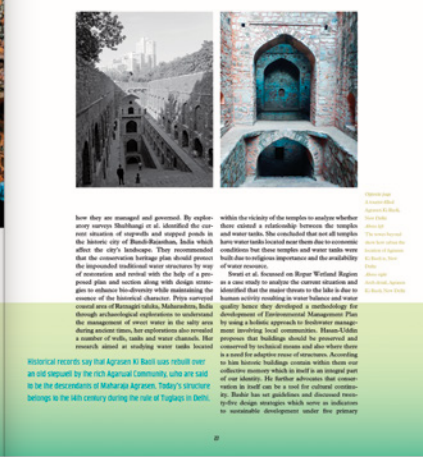 how they are managed and governed. By explor-
atory surveys Shubhangi et al. identified the cur-
rent situation of stepwells and stepped ponds in
the historic city of Bundi-Rajasthan, India which
affect the city's landscape. They recommended
that the conservation heritage plan should protect
the impounded traditional water structures by way
of restoration and revival with the help of a pro-
posed plan and section along with design strate-
gies to enhance bio-diversity while maintaining the
essence of the historical character. Priya surveyed
coastal area of Ratnagiri taluka, Maharashtra, India
through archaeological explorations to understand
the management of sweet water in the salty area
during ancient times, her explorations also revealed
a number of wells, tanks and water channels. Her
research aimed at studying water tanks located
Historical records say that Agrasen Ki Baoli was rebuilt over
an old stepwell by the rich Agarwal Community, who are said
to be the descendants of Maharaja Agrasen. Today's structure
belongs to the 14th century during the rule of Tuglaqs in Delhi.
within the vicinity of the temples to analyze whether
there existed a relationship between the temples
and water tanks. She concluded that not all temples
have water tanks located near them due to economic
conditions but these temples and water tanks were
built due to religious importance and the availability
of water resource.
Swati et al. focussed on Ropar Wetland Region
as a case study to analyze the current situation and
identified that the major threats to the lake is due to
human activity resulting in water balance and water
quality hence they developed a methodology for
development of Environmental Management Plan
by using a holistic approach to freshwater manage-
ment involving local communities. Hasan-Uddin
proposes that buildings should be preserved and
conserved by technical means and also where there
is a need for adaptive reuse of structures. According
to him historic buildings contain within them our
collective memory which in itself is an integral part
of our identity. He further advocates that conser-
vation in itself can be a tool for cultural continu-
ity. Bashir has set guidelines and discussed twen-
ty-five design strategies which serve as indicators
to sustainable development under five primary